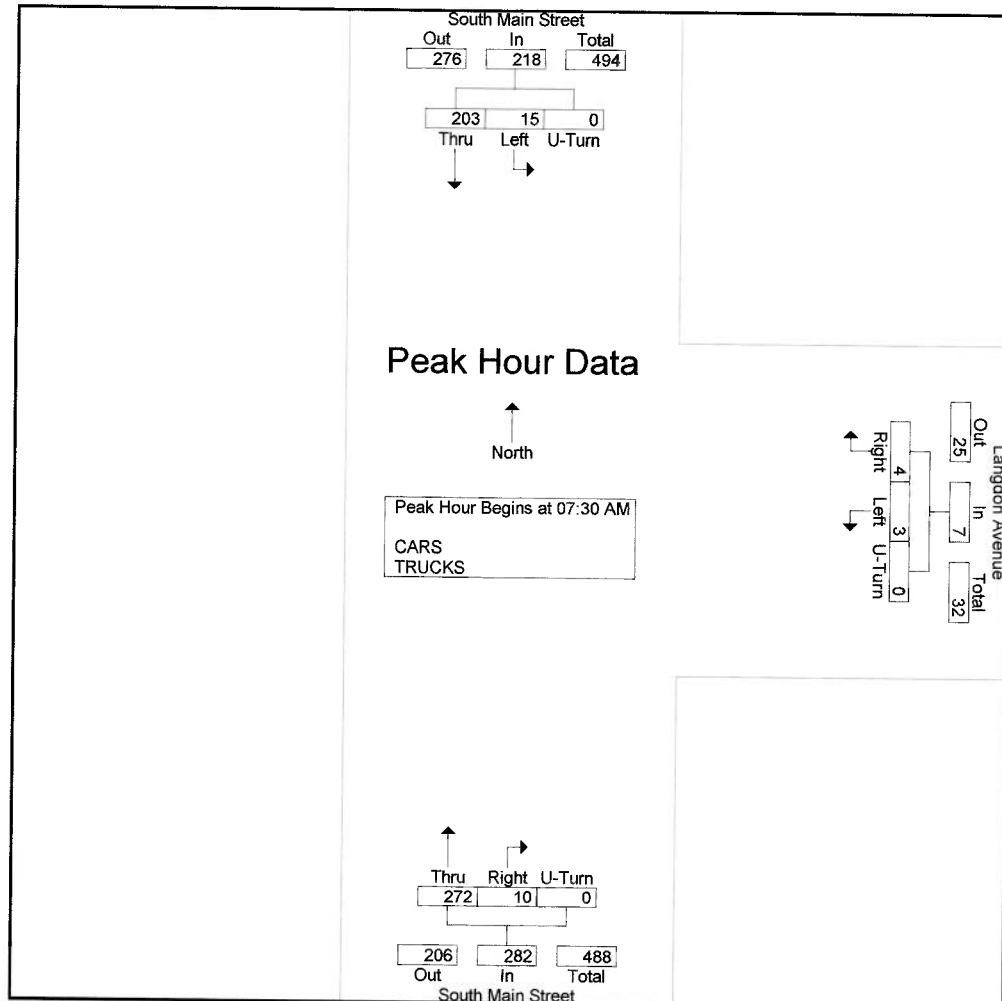 South Main Street
Out In Total
276 218 494
203 15 0
Thru Left U-Turn
Peak Hour Data
North
Peak Hour Begins at 07:30 AM
CARS
TRUCKS
Langdon Avenue
Out In Total
25 7 32
4 3 0
Right Left U-Turn
Thru Right U-Turn
272 10 0
206 282 488
Out In Total
South Main Street